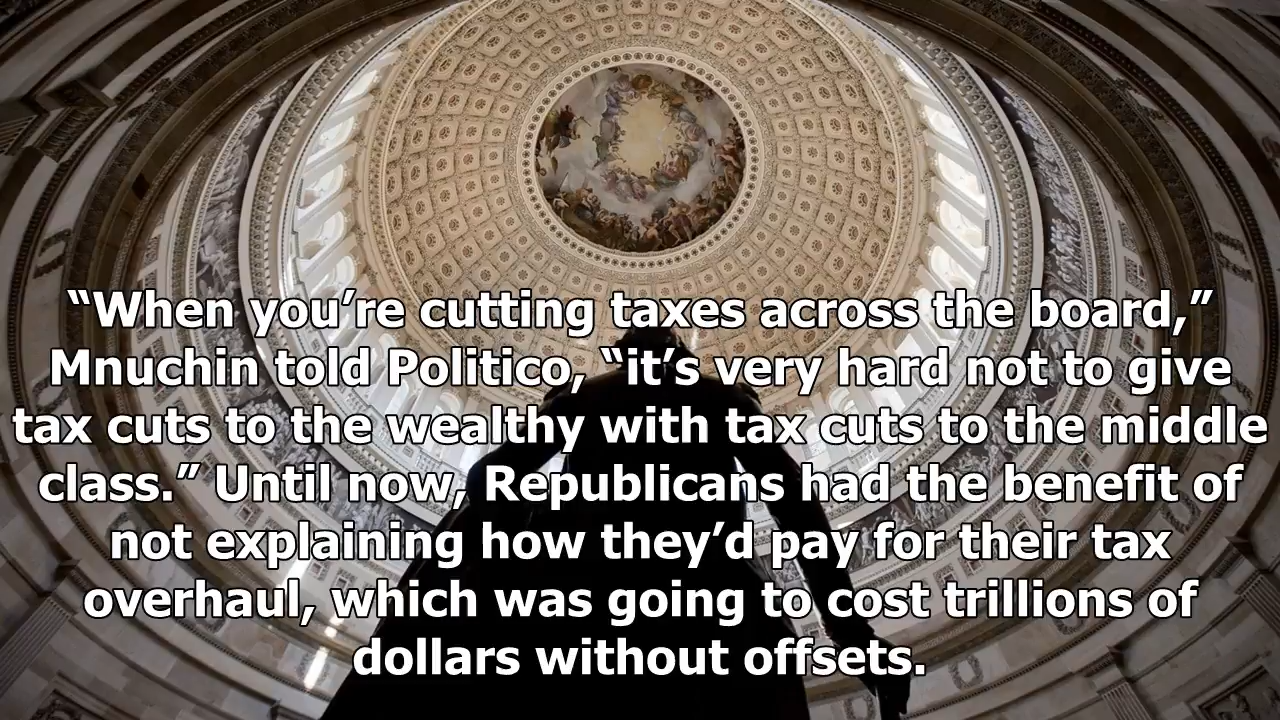 “When you’re cutting taxes across the board,”
Mnuchin told Politico, “it’s very hard not to give
tax cuts to the wealthy with tax cuts to the middle
class.” Until now, Republicans had the benefit of
not explaining how they’d pay for their tax
overhaul, which was going to cost trillions of
dollars without offsets.